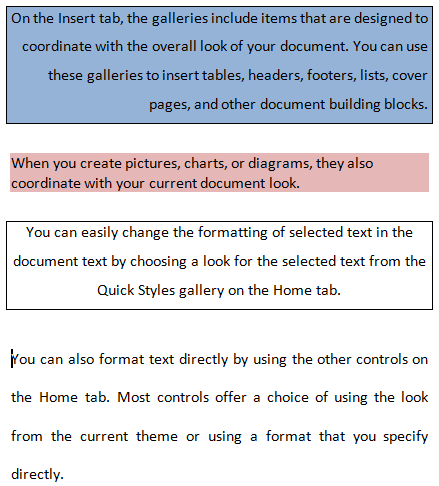 On the Insert tab, the galleries include items that are designed to
coordinate with the overall look of your document. You can use
these galleries to insert tables, headers, footers, lists, cover
pages, and other document building blocks.
When you create pictures, charts, or diagrams, they also
coordinate with your current document look.
You can easily change the formatting of selected text in the
document text by choosing a look for the selected text from the
Quick Styles gallery on the Home tab.
You can also format text directly by using the other controls on
the Home tab. Most controls offer a choice of using the look
from the current theme or using a format that you specify
directly.